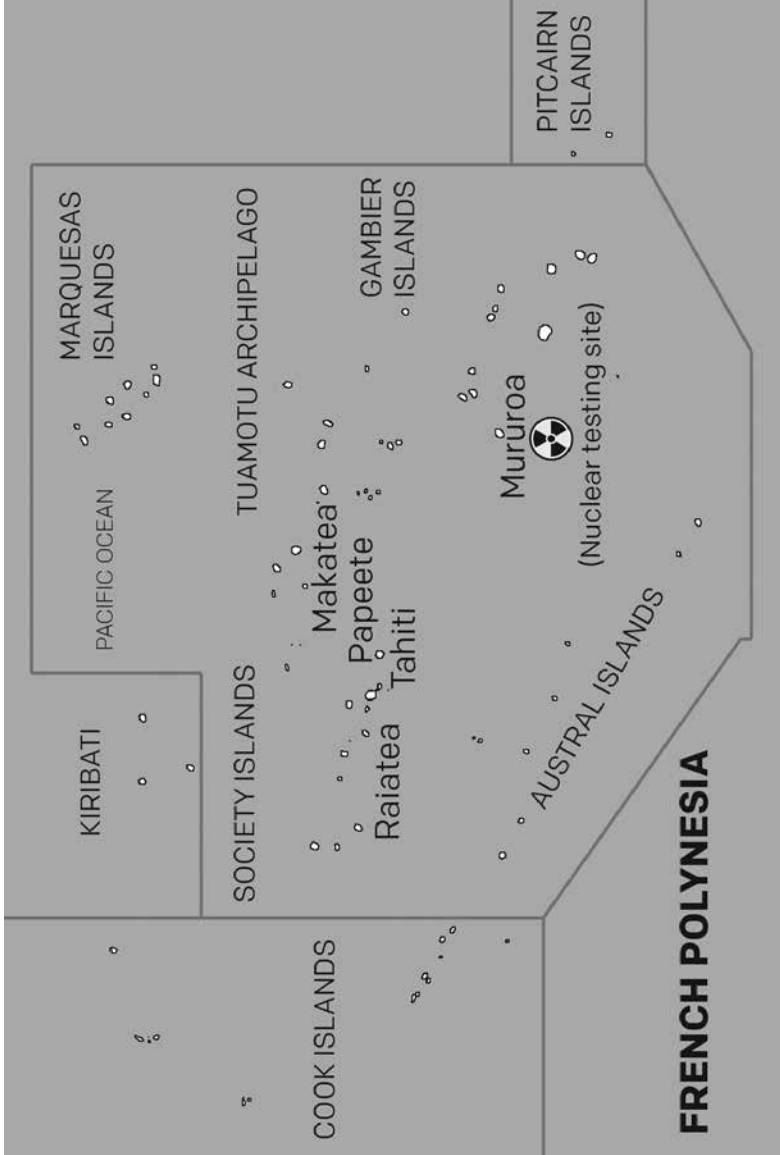 MARQUESAS
ISLANDS
PACIFIC OCEAN
KIRIBATI
TUAMOTU ARCHIPELAGO
SOCIETY ISLANDS
COOK ISLANDS
Makatea
Papeete
Tahiti
Raiatea
GAMBIER
ISLANDS
PITCAIRN
ISLANDS
Mururoa
(Nuclear testing site)
AUSTRAL ISLANDS
FRENCH POLYNESIA